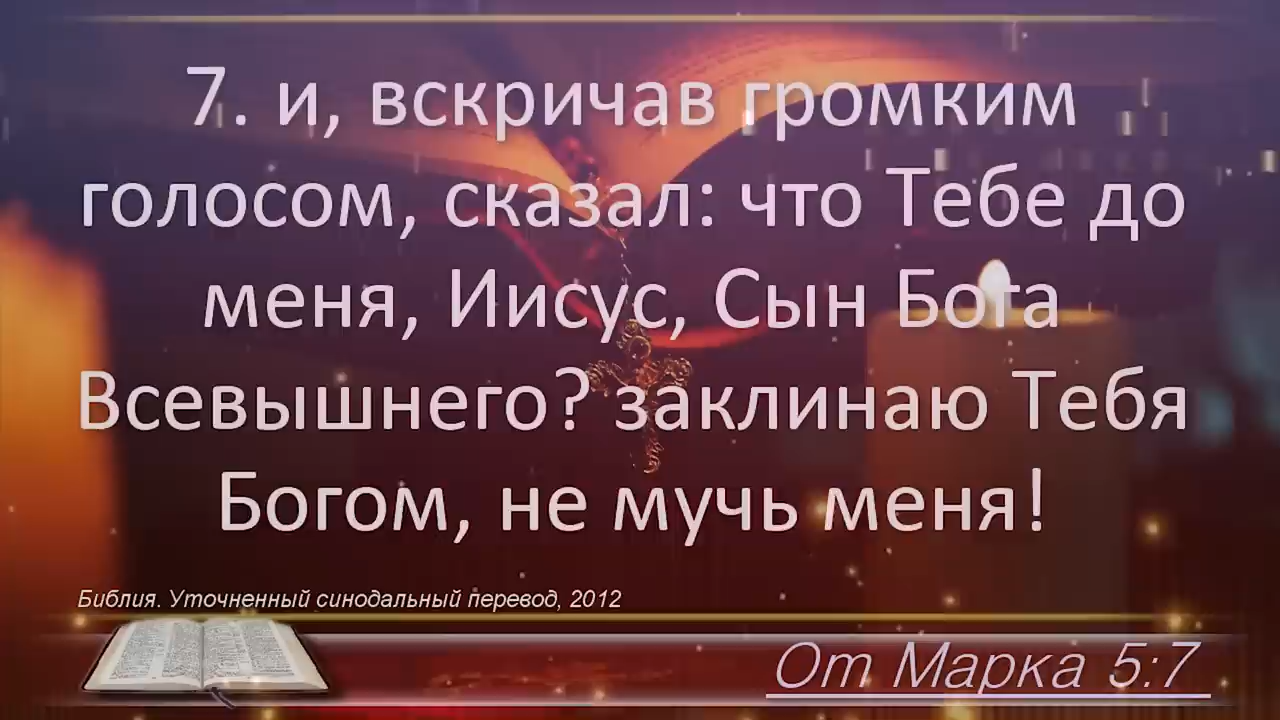 7. и, вскричав громким
голосом, сказал: что Тебе до
меня, Иисус, Сын Бога
Всевышнего? заклинаю Тебя
Богом, не мучь меня!
Библия. Уточненный синодальный перевод, 2012
От Марка 5:7